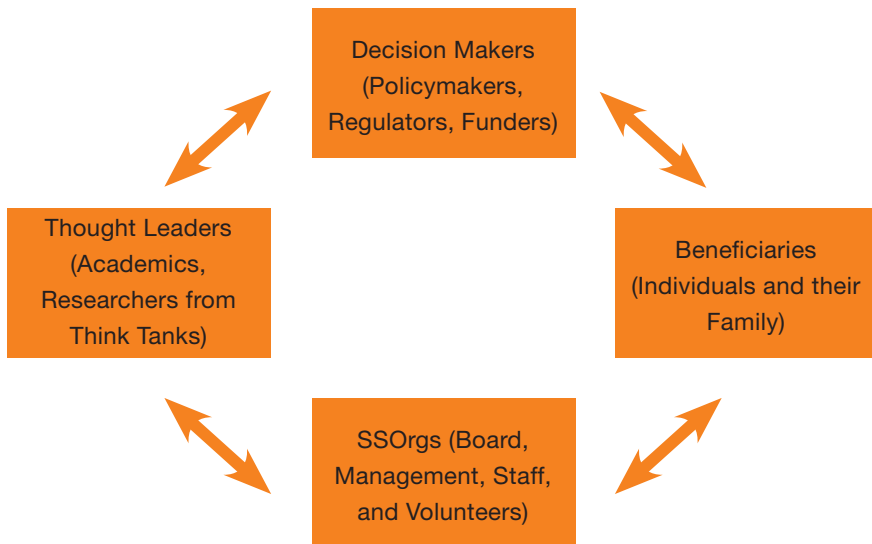 Decision Makers
(Policymakers,
Regulators, Funders)
Thought Leaders
(Academics,
Researchers from
Think Tanks)
Beneficiaries
(Individuals and their
Family)
SSOrgs (Board,
Management, Staff,
and Volunteers)